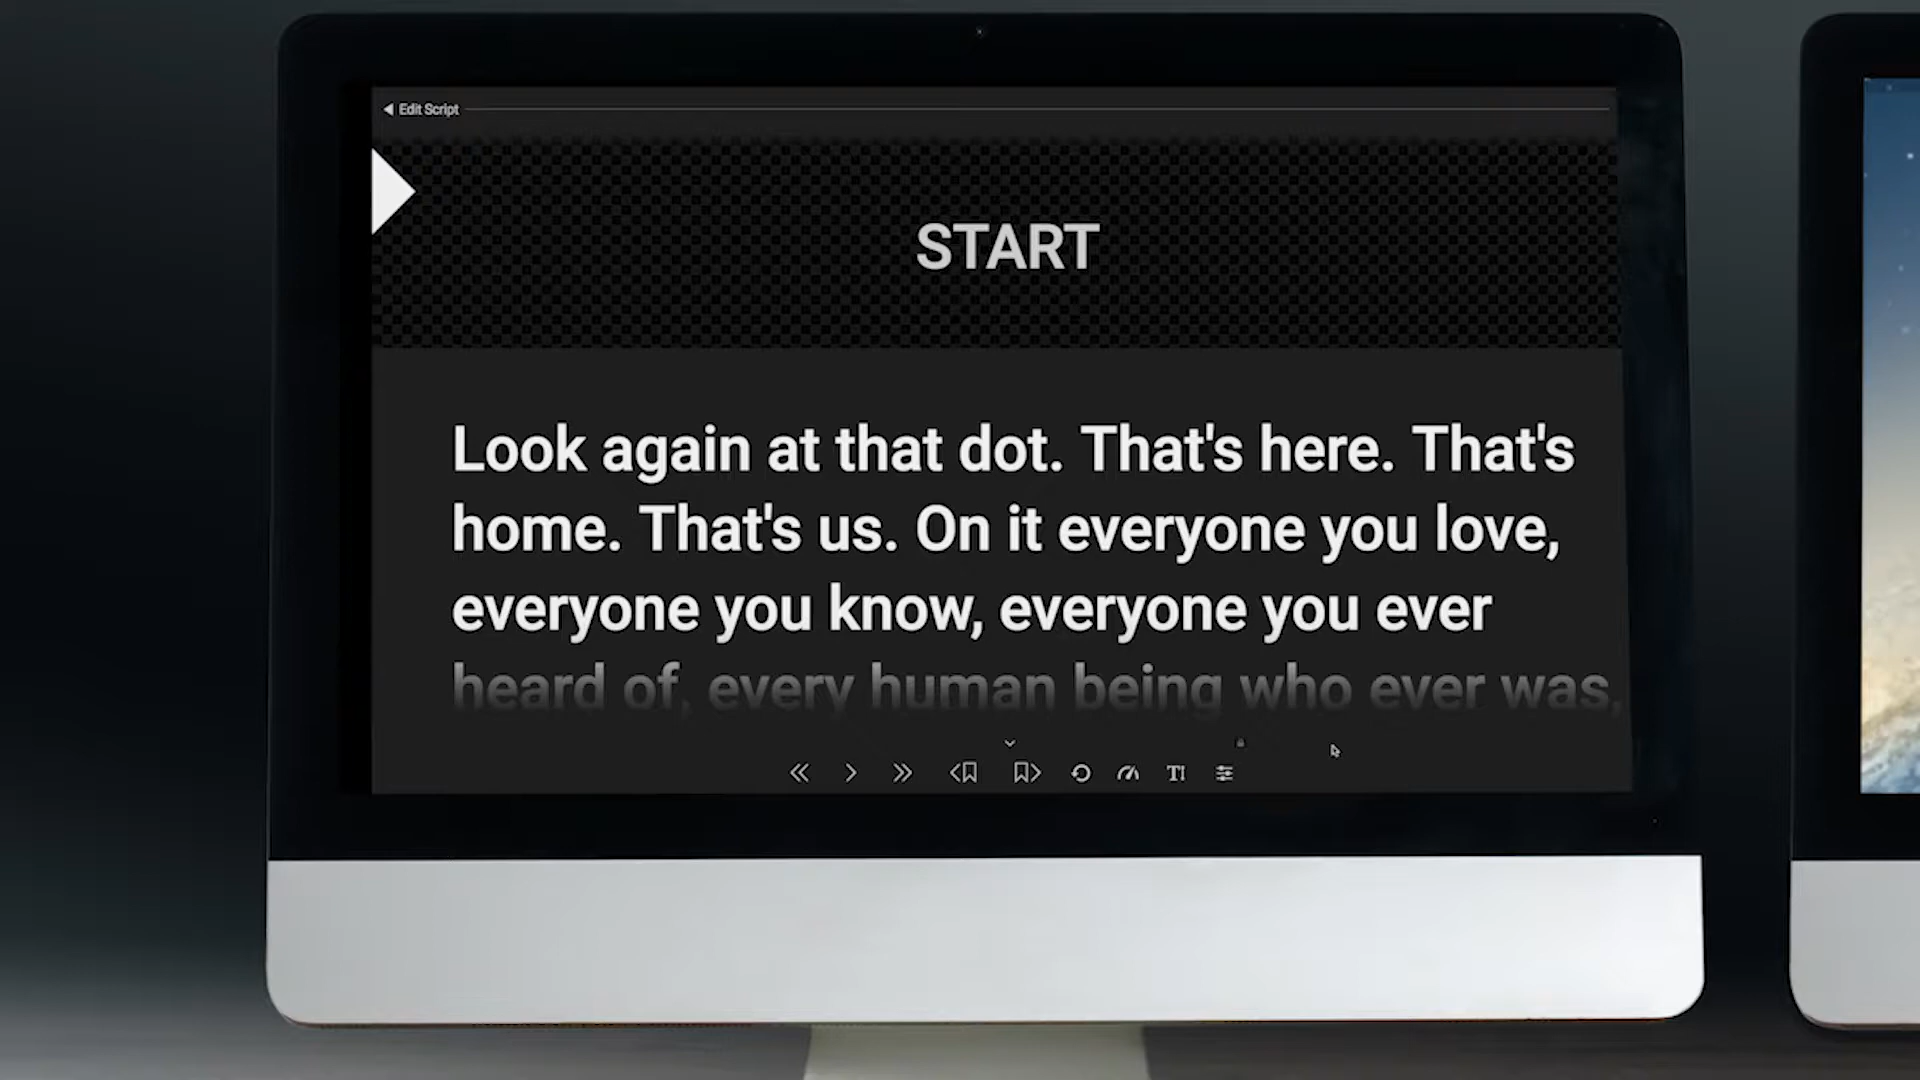 Edit Script
START
Look again at that dot. That's here. That's
home. That's us. On it everyone you love,
everyone you know, everyone you ever
heard of, every human being who ever was,